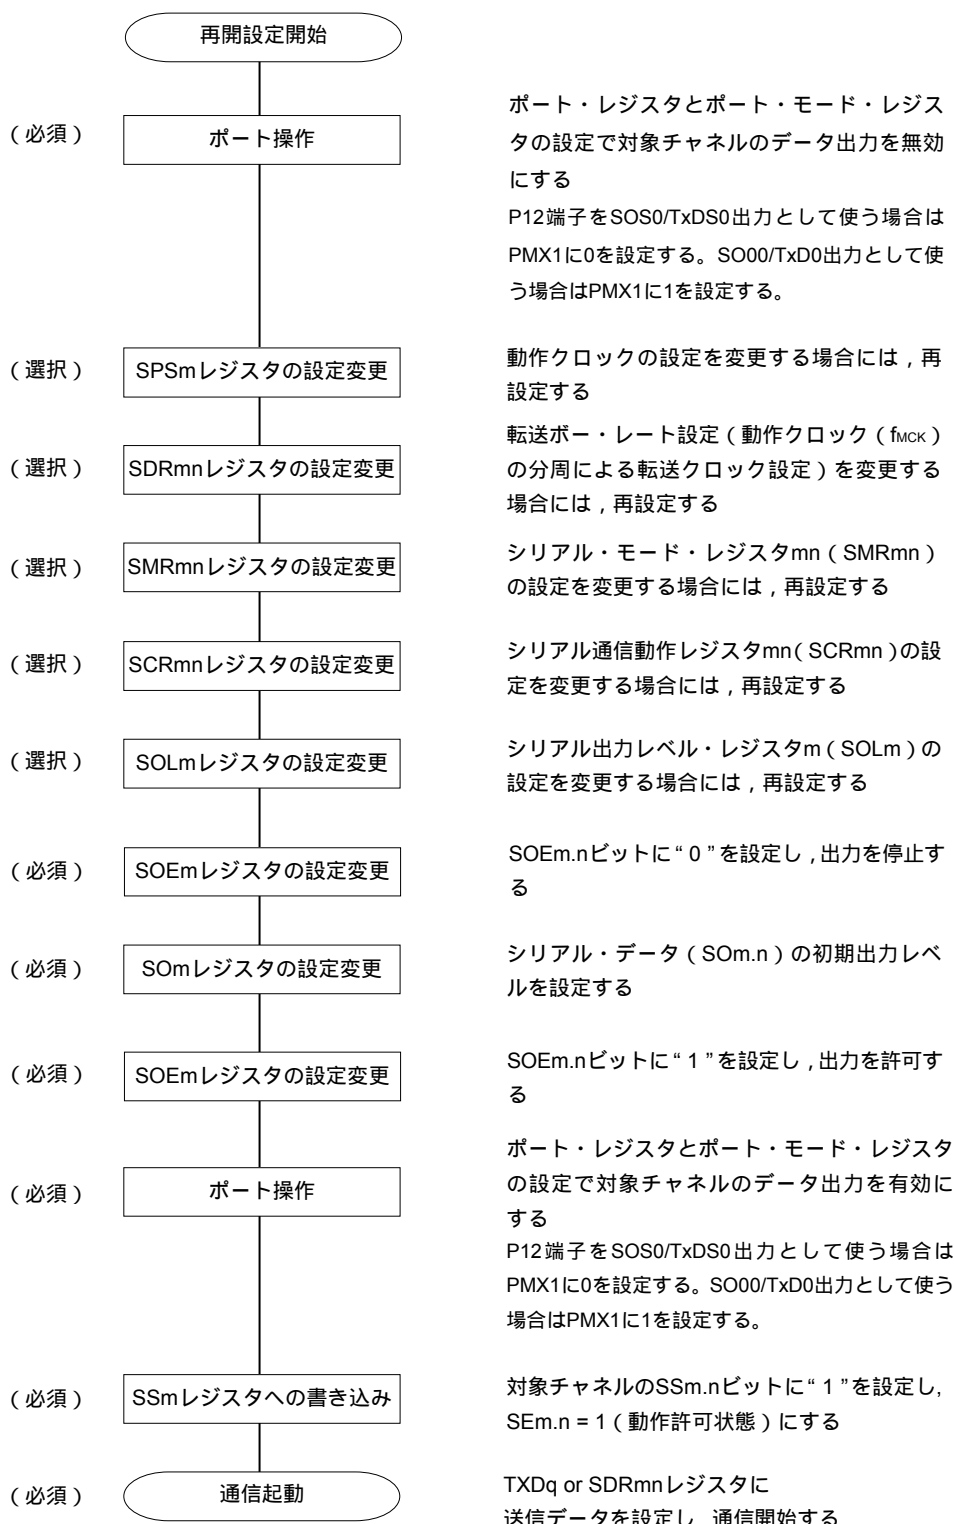 再開設定開始
（必須）
ポート操作
ポート・レジスタとポート・モード・レジス
タの設定で対象チャネルのデータ出力を無効
にする
P12端子をSOS0/TxDS0出力として使う場合は
PMX1に0を設定する。SO00/TxD0出力として使
う場合はPMX1に1を設定する。
（選択）
SPSmレジスタの設定変更
動作クロックの設定を変更する場合には，再
設定する
（選択）
SDRmnレジスタの設定変更
転送ボー・レート設定（動作クロック（fMCK）
の分周による転送クロック設定）を変更する
場合には，再設定する
（選択）
SMRmnレジスタの設定変更
シリアル・モード・レジスタmn（SMRmn）
の設定を変更する場合には，再設定する
（選択）
SCRmnレジスタの設定変更
シリアル通信動作レジスタmn（SCRmn）の設
定を変更する場合には，再設定する
（選択）
SOLmレジスタの設定変更
シリアル出力レベル・レジスタm（SOLm）の
設定を変更する場合には，再設定する
（必須）
SOEmレジスタの設定変更
SOEm.nビットに“0”を設定し，出力を停止す
る
（必須）
SOmレジスタの設定変更
シリアル・データ（SOm.n）の初期出力レベ
ルを設定する
（必須）
SOEmレジスタの設定変更
SOEm.nビットに“1”を設定し，出力を許可す
る
（必須）
ポート操作
ポート・レジスタとポート・モード・レジスタ
の設定で対象チャネルのデータ出力を有効に
する
P12端子をSOS0/TxDS0出力として使う場合は
PMX1に0を設定する。SO00/TxD0出力として使う
場合はPMX1に1を設定する。
（必須）
SSmレジスタへの書き込み
対象チャネルのSSm.nビットに“1”を設定し，
SEm.n = 1（動作許可状態）にする
（必須）
通信起動
TXDq or SDRmnレジスタに
送信データを設定し，通信開始する